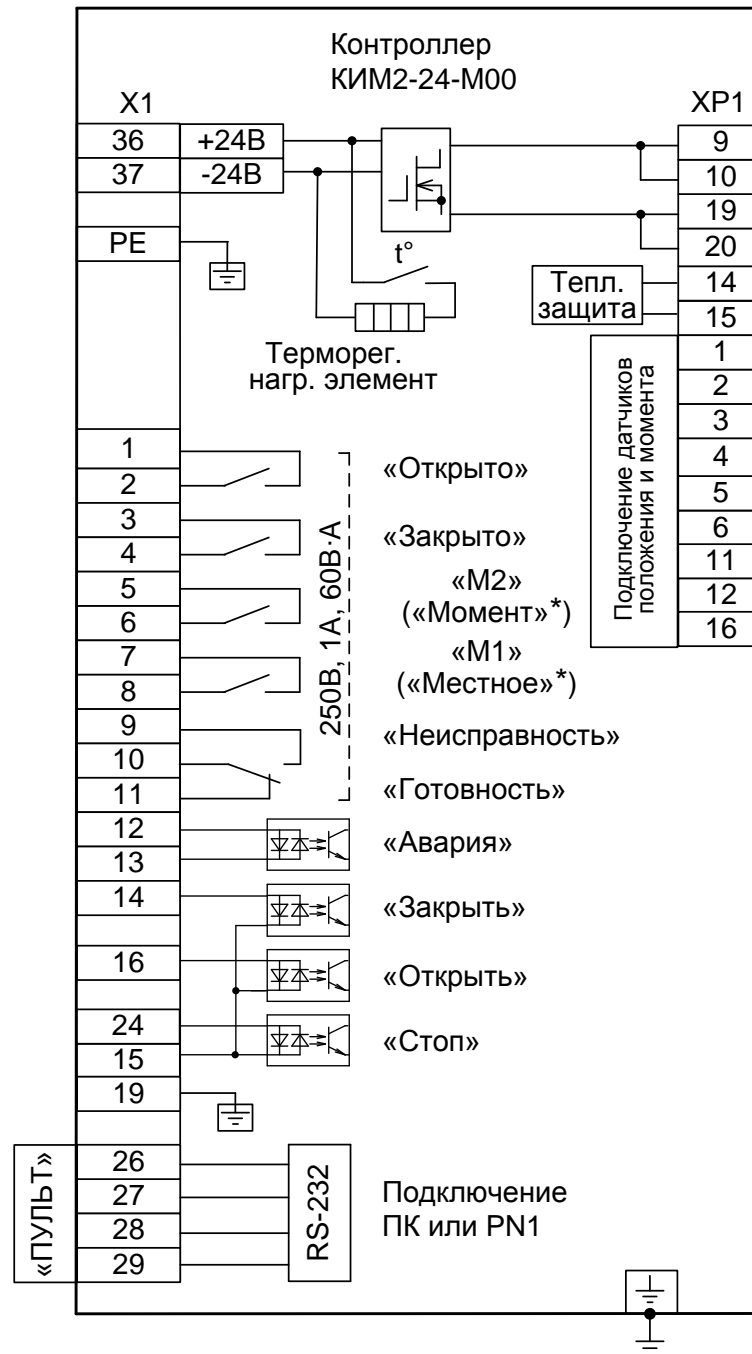 Контроллер
КИМ2-24-М00
X1
XP1
36 +24В
37 -24В
PE
9
10
19
20
14
15
1
2
3
4
5
6
11
12
16
t°
Тепл.
защита
Терморег.
нагр. элемент
Подключение датчиков
положения и момента
1
2
3
4
5
6
7
8
9
10
11
12
13
14
16
24
15
19
26
27
28
29
250В, 1А, 60В·А
«Открыто»
«Закрыто»
«М2»
(«Момент»*)
«М1»
(«Местное»*)
«Неисправность»
«Готовность»
«Авария»
«Закрыть»
«Открыть»
«Стоп»
«ПУЛЬТ»
RS-232
Подключение
ПК или PN1